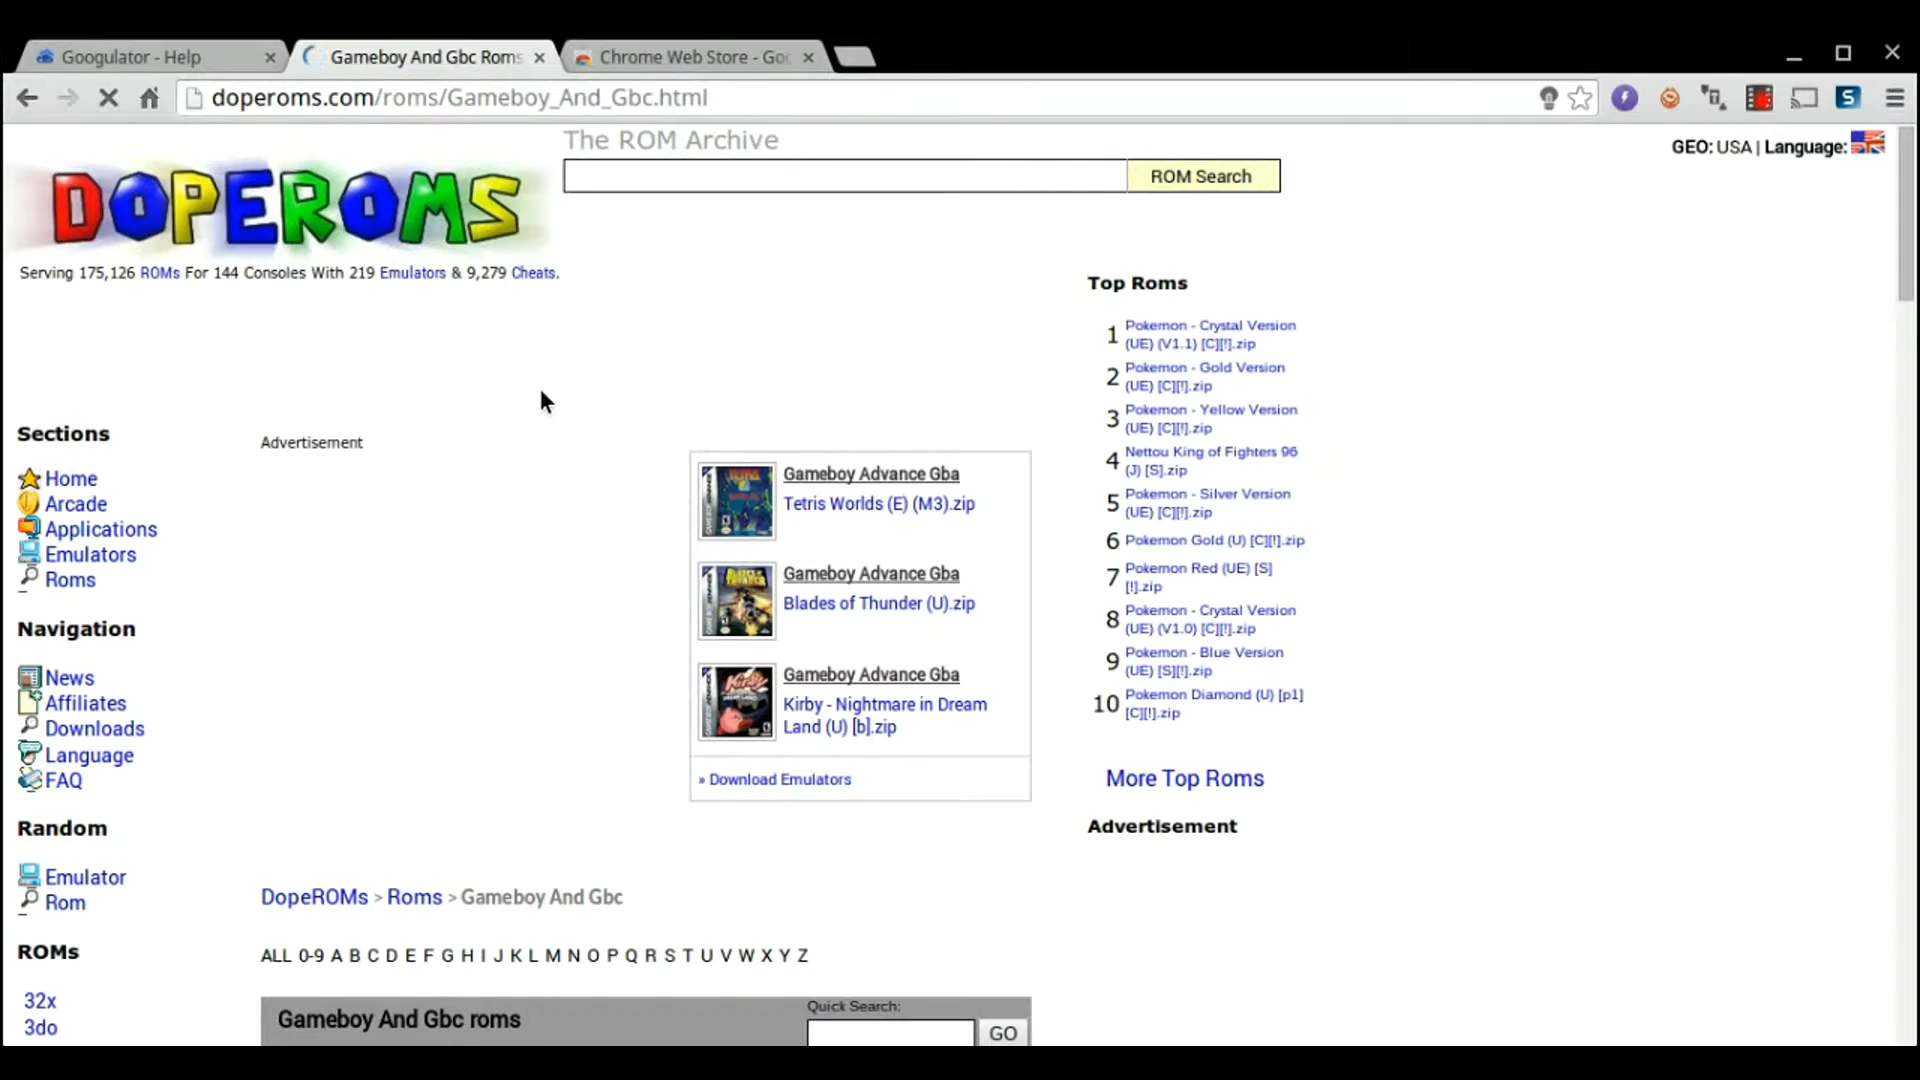 Googulator - Help
Gameboy And Gbc Roms
Chrome Web Store - Goo
doperoms.com/roms/Gameboy_And_Gbc.html
The ROM Archive
ROM Search
GEO: USA | Language:
DOPEROMS
Serving 175,126 ROMs For 144 Consoles With 219 Emulators & 9,279 Cheats.
Sections
Home
Arcade
Applications
Emulators
Roms
Navigation
News
Affiliates
Downloads
Language
FAQ
Random
Emulator
Rom
ROMs
32x
3do
Advertisement
Gameboy Advance Gba
Tetris Worlds (E) (M3).zip
Gameboy Advance Gba
Blades of Thunder (U).zip
Gameboy Advance Gba
Kirby - Nightmare in Dream
Land (U) [b].zip
» Download Emulators
DopeROMs > Roms > Gameboy And Gbc
ALL 0-9 A B C D E F G H I J K L M N O P Q R S T U V W X Y Z
Gameboy And Gbc roms
Quick Search:
GO
Top Roms
1 Pokemon - Crystal Version
(UE) (V1.1) [C][!].zip
2 Pokemon - Gold Version
(UE) [C][!].zip
3 Pokemon - Yellow Version
(UE) [C][!].zip
4 Nettou King of Fighters 96
(J) [S].zip
5 Pokemon - Silver Version
(UE) [C][!].zip
6 Pokemon Gold (U) [C][!].zip
7 Pokemon Red (UE) [S]
[!].zip
8 Pokemon - Crystal Version
(UE) (V1.0) [C][!].zip
9 Pokemon - Blue Version
(UE) [S][!].zip
10 Pokemon Diamond (U) [p1]
[C][!].zip
More Top Roms
Advertisement